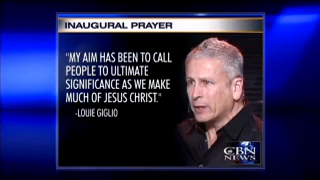 INAUGURAL PRAYER
"MY AIM HAS BEEN TO CALL
PEOPLE TO ULTIMATE
SIGNIFICANCE AS WE MAKE
MUCH OF JESUS CHRIST."
-LOUIE GIGLIO
CBN
NEWS